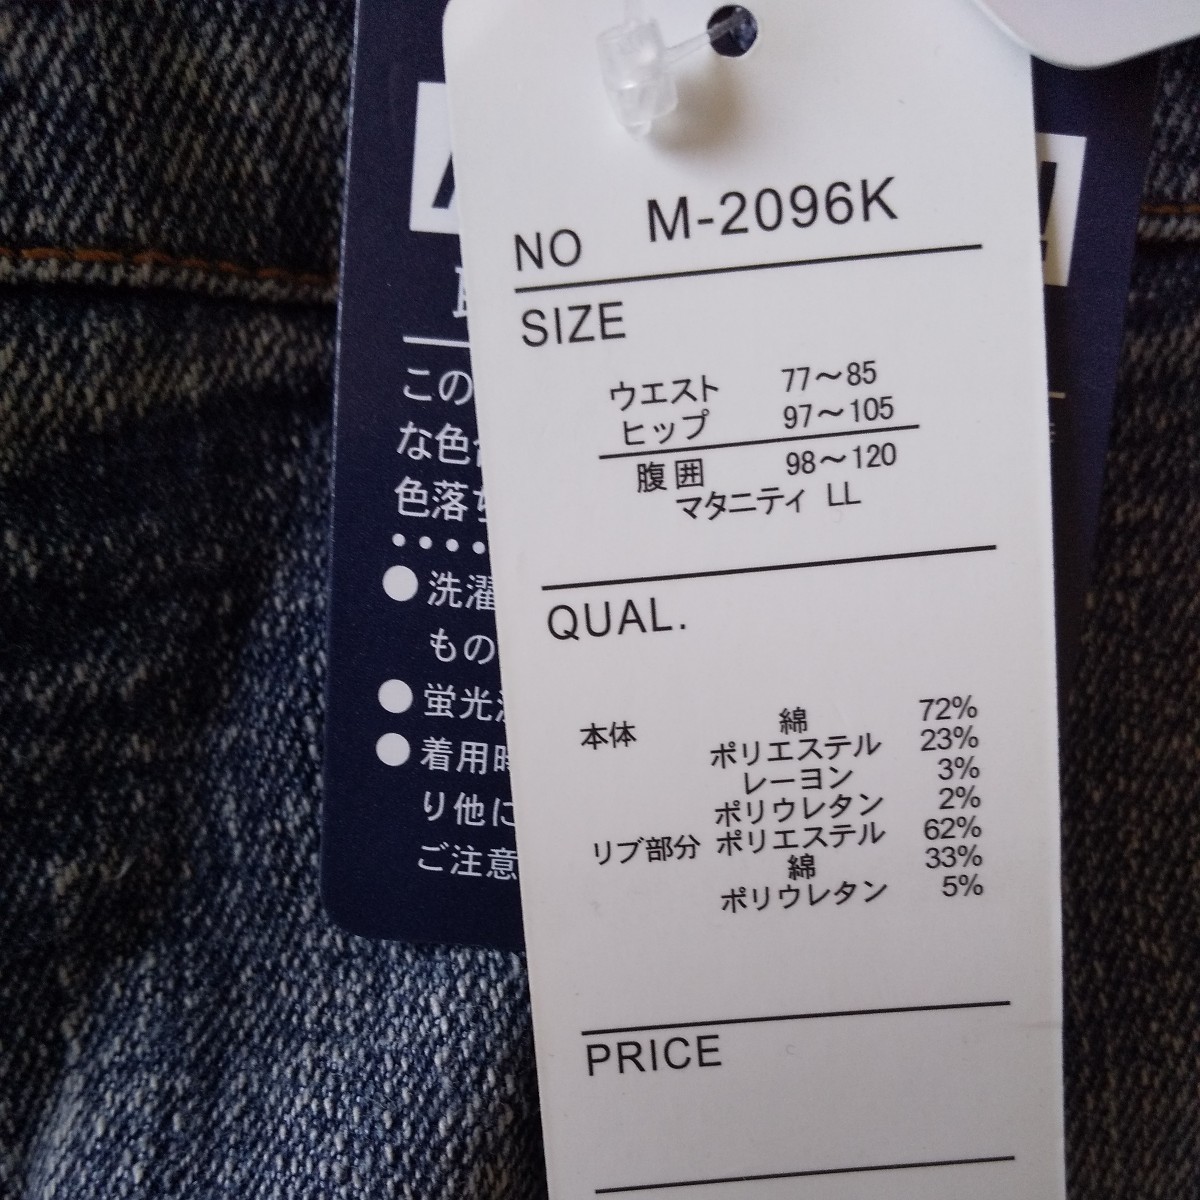 NO M-2096K
SIZE
ウエスト 77～85
ヒップ 97～105
腹囲 98～120
マタニティ LL
QUAL.
本体 綿 72%
ポリエステル 23%
レーヨン 3%
ポリウレタン 2%
リブ部分 ポリエステル 62%
綿 33%
ポリウレタン 5%
PRICE
この
な色
色落
●洗濯
もの
●蛍光
●着用時
り他に
ご注意